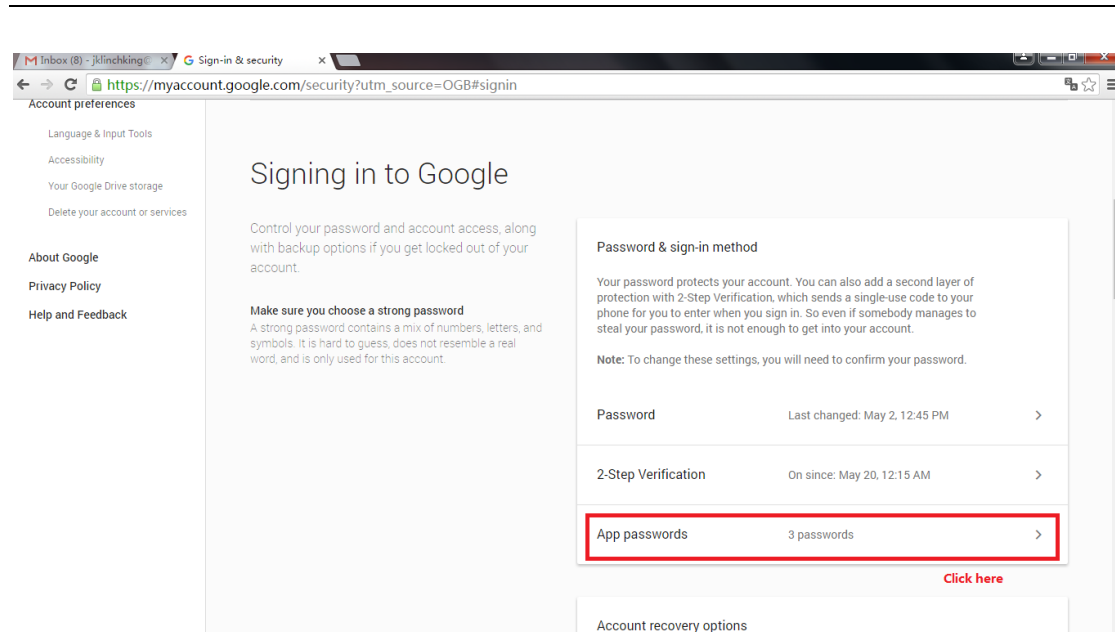 Inbox (8) - jklinchking@
Sign-in & security
https://myaccount.google.com/security?utm_source=OGB#signin
Account preferences
Language & Input Tools
Accessibility
Your Google Drive storage
Delete your account or services
About Google
Privacy Policy
Help and Feedback
Signing in to Google
Control your password and account access, along
with backup options if you get locked out of your
account.
Make sure you choose a strong password
A strong password contains a mix of numbers, letters, and
symbols. It is hard to guess, does not resemble a real
word, and is only used for this account.
Password & sign-in method
Your password protects your account. You can also add a second layer of
protection with 2-Step Verification, which sends a single-use code to your
phone for you to enter when you sign in. So even if somebody manages to
steal your password, it is not enough to get into your account.
Note: To change these settings, you will need to confirm your password.
Password Last changed: May 2, 12:45 PM
2-Step Verification On since: May 20, 12:15 AM
App passwords 3 passwords
Click here
Account recovery options